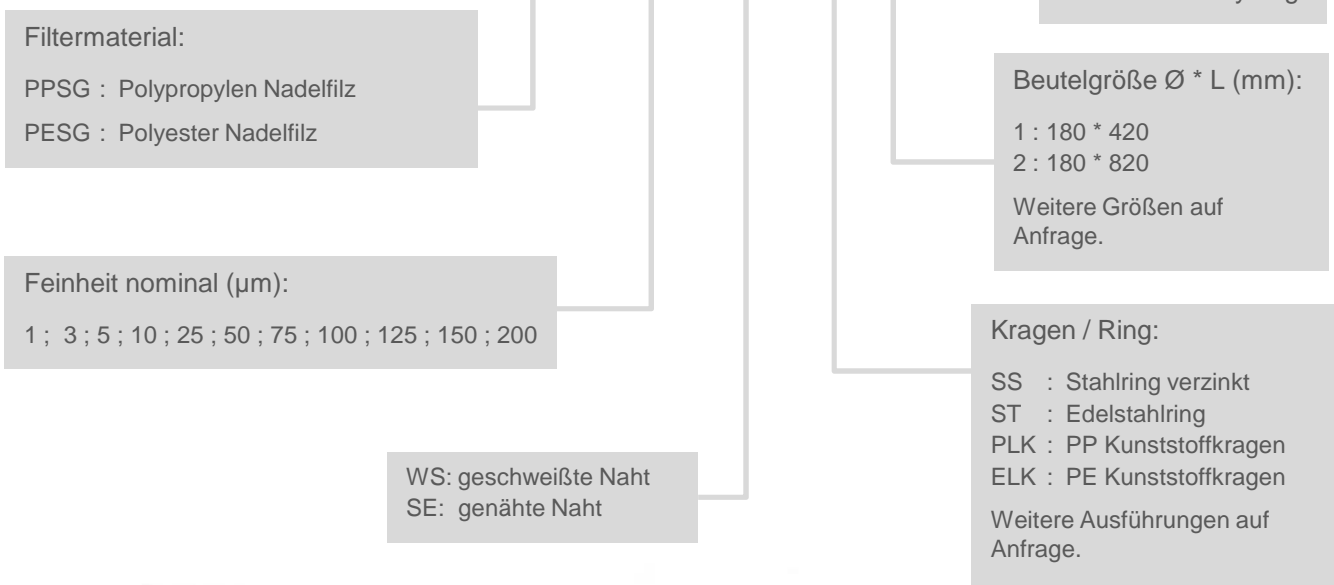 Filtermaterial:
PPSG : Polypropylen Nadelfilz
PESG : Polyester Nadelfilz
Beutelgröße Ø * L (mm):
1 : 180 * 420
2 : 180 * 820
Weitere Größen auf
Anfrage.
Feinheit nominal (µm):
1 ; 3 ; 5 ; 10 ; 25 ; 50 ; 75 ; 100 ; 125 ; 150 ; 200
Kragen / Ring:
SS : Stahlring verzinkt
ST : Edelstahlring
PLK : PP Kunststoffkragen
ELK : PE Kunststoffkragen
Weitere Ausführungen auf
Anfrage.
WS: geschweißte Naht
SE: genähte Naht